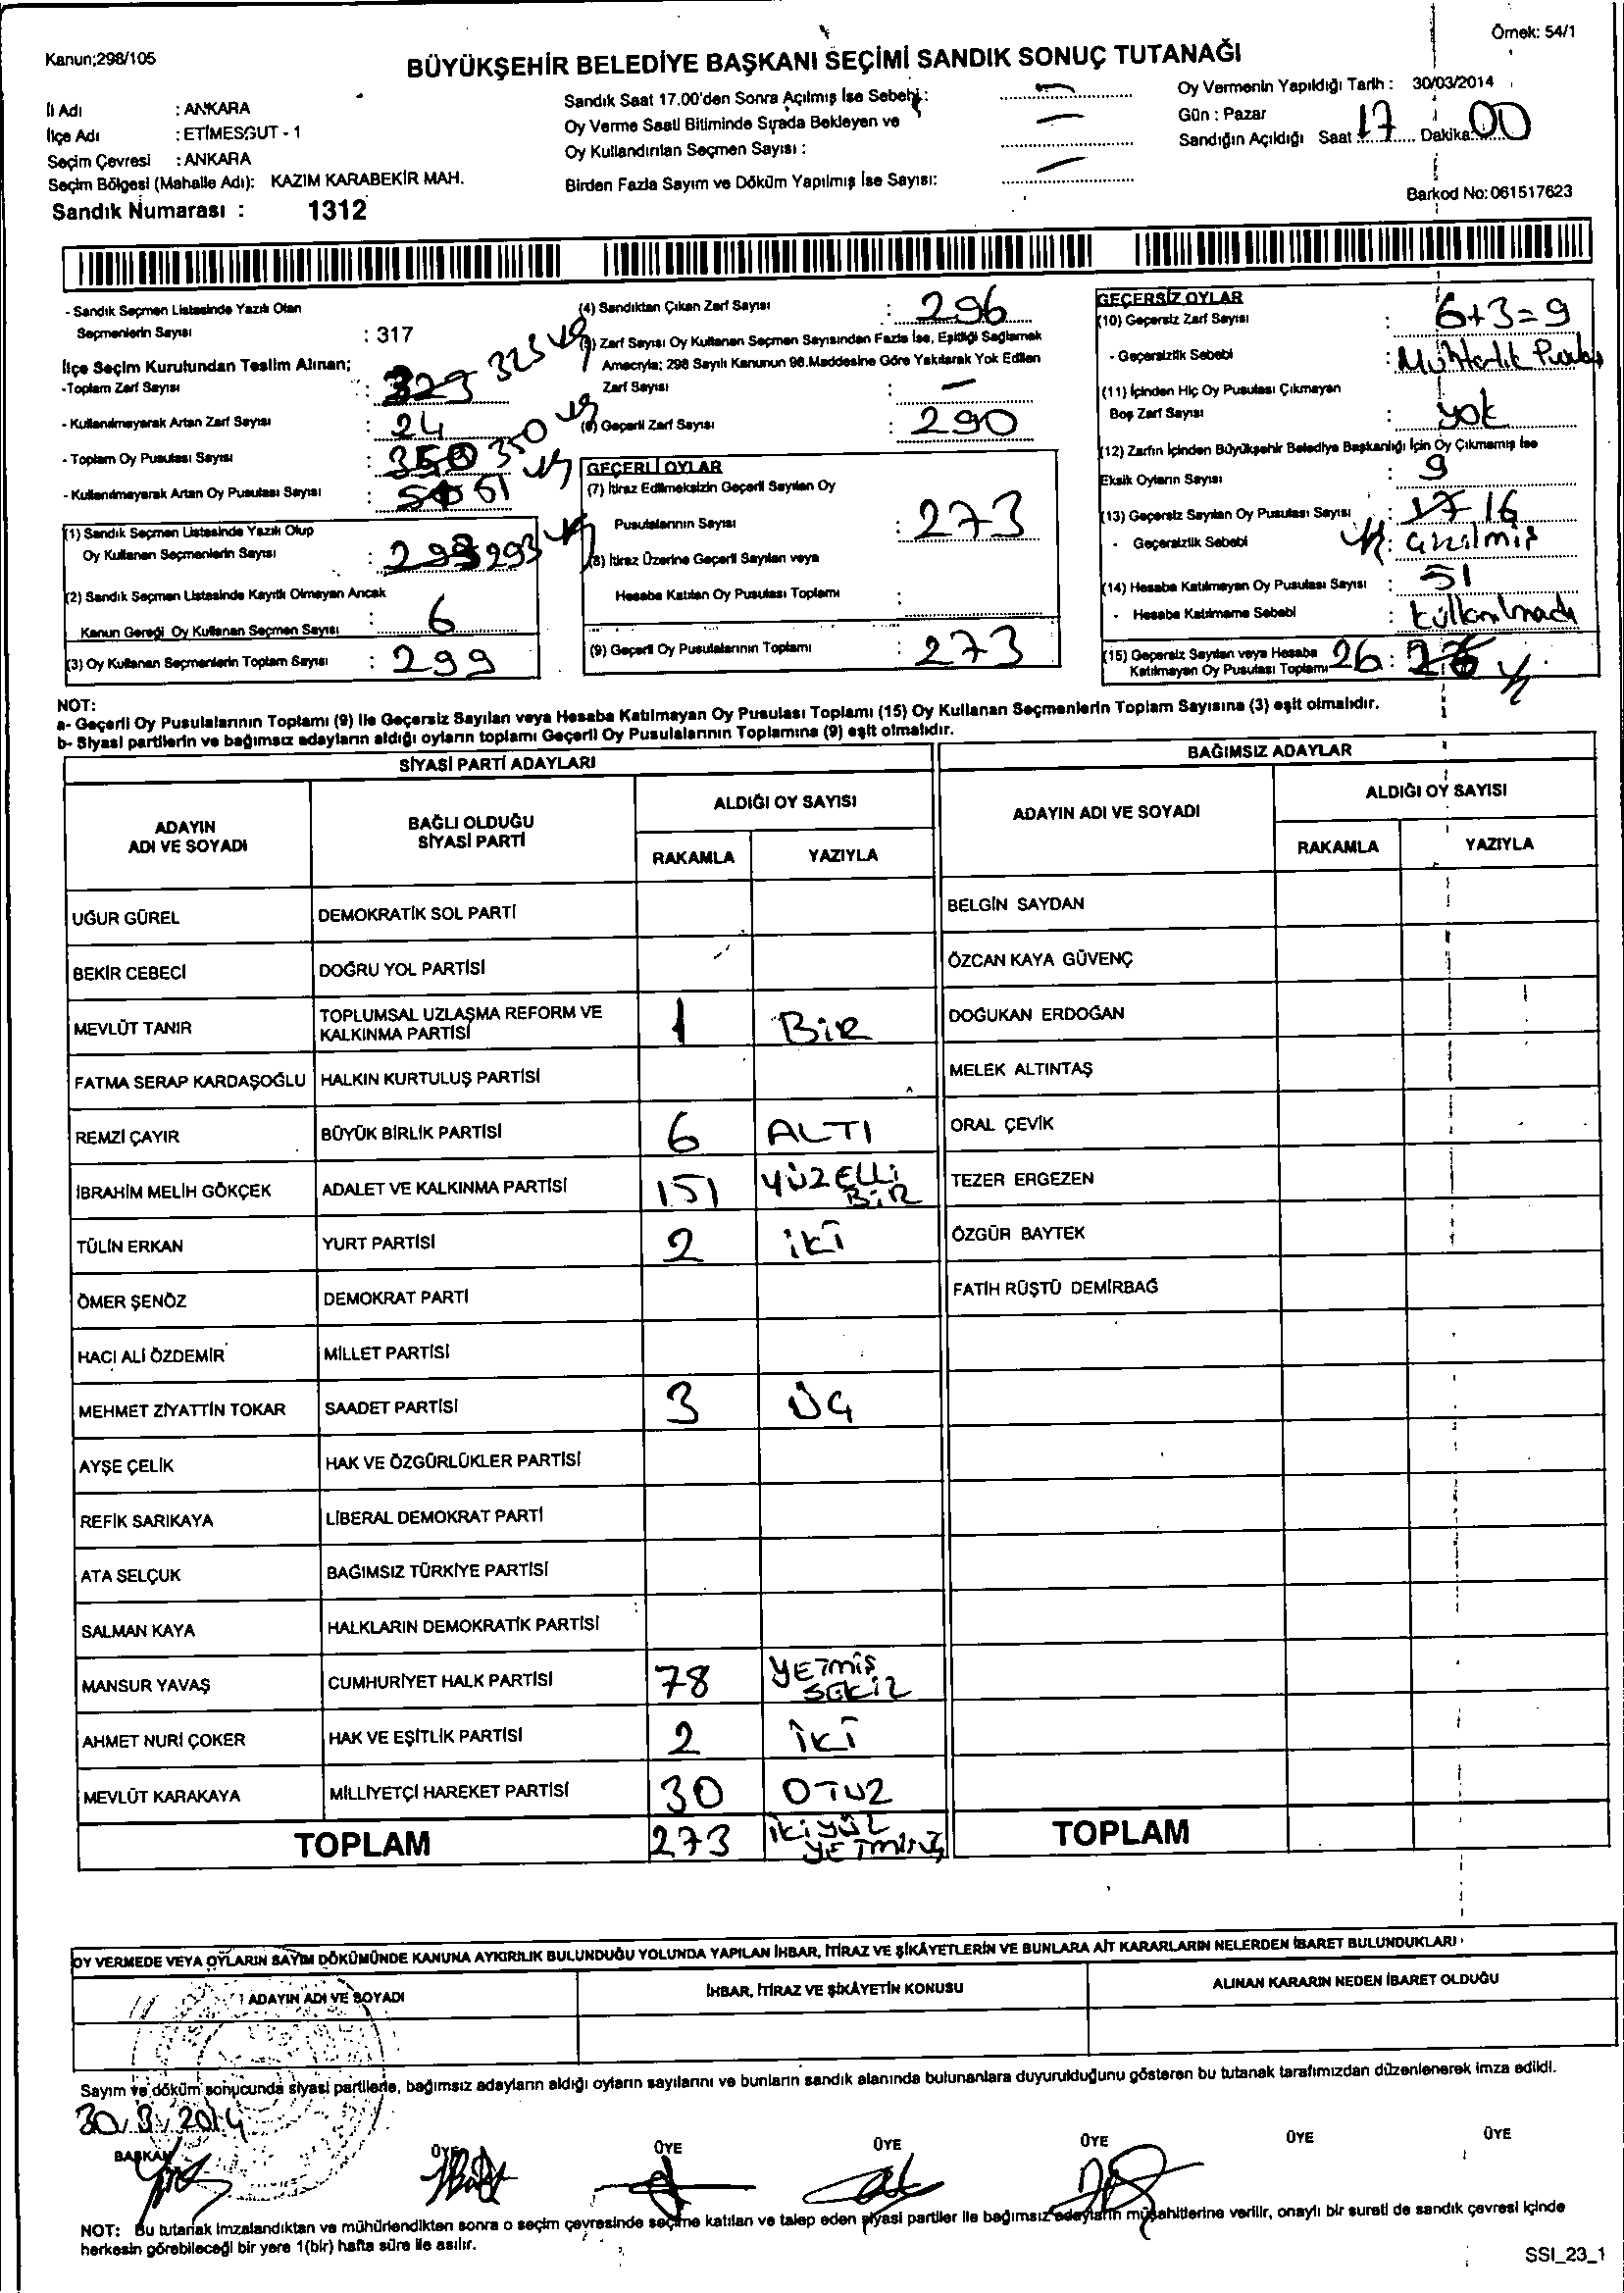 Kanun;298/105
Örnek: 54/1
BÜYÜKŞEHİR BELEDİYE BAŞKANI SEÇİMİ SANDIK SONUÇ TUTANAĞI
İl Adı : ANKARA
İlçe Adı : ETİMESGUT - 1
Seçim Çevresi : ANKARA
Seçim Bölgesi (Mahalle Adı): KAZIM KARABEKİR MAH.
Sandık Numarası : 1312
Sandık Saat 17.00'den Sonra Açılmış İse Sebebi :
Oy Verme Saati Bitiminde Sırada Bekleyen ve
Oy Kullandırılan Seçmen Sayısı :
Birden Fazla Sayım ve Döküm Yapılmış İse Sayısı:
Oy Vermenin Yapıldığı Tarih : 30/03/2014
Gün : Pazar
Sandığın Açıldığı Saat 17 Dakika: 00
Barkod No: 061517623
- Sandık Seçmen Listesinde Yazılı Olan
Seçmenlerin Sayısı : 317
İlçe Seçim Kurulundan Teslim Alınan;
-Toplam Zarf Sayısı : 323
- Kullanılmayarak Artan Zarf Sayısı : 24
- Toplam Oy Pusulası Sayısı : 350 350
- Kullanılmayarak Artan Oy Pusulası Sayısı : 51
(1) Sandık Seçmen Listesinde Yazılı Olup
Oy Kullanan Seçmenlerin Sayısı : 293
(2) Sandık Seçmen Listesinde Kayıtlı Olmayan Ancak
Kanun Gereği Oy Kullanan Seçmen Sayısı : 6
(3) Oy Kullanan Seçmenlerin Toplam Sayısı : 299
(4) Sandıktan Çıkan Zarf Sayısı : 296
(5) Zarf Sayısı Oy Kullanan Seçmen Sayısından Fazla İse, Eşitliği Sağlamak
Amacıyla; 298 Sayılı Kanunun 98.Maddesine Göre Yakılarak Yok Edilen
Zarf Sayısı : —
(6) Geçerli Zarf Sayısı : 290
GEÇERLİ OYLAR
(7) İtiraz Edilmeksizin Geçerli Sayılan Oy
Pusulalarının Sayısı : 273
(8) İtiraz Üzerine Geçerli Sayılan veya
Hesaba Katılan Oy Pusulası Toplamı :
(9) Geçerli Oy Pusulalarının Toplamı : 273
GEÇERSİZ OYLAR
(10) Geçersiz Zarf Sayısı : 6+3=9
- Geçersizlik Sebebi : Muhtarlık
(11) İçinden Hiç Oy Pusulası Çıkmayan
Boş Zarf Sayısı : yok
(12) Zarfın İçinden Büyükşehir Belediye Başkanlığı İçin Oy Çıkmamış İse
Eksik Oyların Sayısı : 9
(13) Geçersiz Sayılan Oy Pusulası Sayısı : 17 16
- Geçersizlik Sebebi : çizilmiş
(14) Hesaba Katılmayan Oy Pusulası Sayısı : 51
- Hesaba Katılmama Sebebi : kullanılmadı
(15) Geçersiz Sayılan veya Hesaba
Katılmayan Oy Pusulası Toplamı 26 : 26
NOT:
a- Geçerli Oy Pusulalarının Toplamı (9) ile Geçersiz Sayılan veya Hesaba Katılmayan Oy Pusulası Toplamı (15) Oy Kullanan Seçmenlerin Toplam Sayısına (3) eşit olmalıdır.
b- Siyasi partilerin ve bağımsız adayların aldığı oyların toplamı Geçerli Oy Pusulalarının Toplamına (9) eşit olmalıdır.
SİYASİ PARTİ ADAYLARI
BAĞIMSIZ ADAYLAR
ADAYIN ADI VE SOYADI
BAĞLI OLDUĞU SİYASİ PARTİ
ALDIĞI OY SAYISI
RAKAMLA YAZIYLA
ADAYIN ADI VE SOYADI
ALDIĞI OY SAYISI
RAKAMLA YAZIYLA
UĞUR GÜREL DEMOKRATİK SOL PARTİ BELGİN SAYDAN
BEKİR CEBECİ DOĞRU YOL PARTİSİ ÖZCAN KAYA GÜVENÇ
MEVLÜT TANIR TOPLUMSAL UZLAŞMA REFORM VE KALKINMA PARTİSİ 1 BİR DOĞUKAN ERDOĞAN
FATMA SERAP KARDAŞOĞLU HALKIN KURTULUŞ PARTİSİ MELEK ALTINTAŞ
REMZİ ÇAYIR BÜYÜK BİRLİK PARTİSİ 6 ALTI ORAL ÇEVİK
İBRAHİM MELİH GÖKÇEK ADALET VE KALKINMA PARTİSİ 151 YÜZELLİ BİR TEZER ERGEZEN
TÜLİN ERKAN YURT PARTİSİ 2 İKİ ÖZGÜR BAYTEK
ÖMER ŞENÖZ DEMOKRAT PARTİ FATİH RÜŞTÜ DEMİRBAĞ
HACI ALİ ÖZDEMİR MİLLET PARTİSİ
MEHMET ZİYATTİN TOKAR SAADET PARTİSİ 3 ÜÇ
AYŞE ÇELİK HAK VE ÖZGÜRLÜKLER PARTİSİ
REFİK SARIKAYA LİBERAL DEMOKRAT PARTİ
ATA SELÇUK BAĞIMSIZ TÜRKİYE PARTİSİ
SALMAN KAYA HALKLARIN DEMOKRATİK PARTİSİ
MANSUR YAVAŞ CUMHURİYET HALK PARTİSİ 78 YETMİŞ SEKİZ
AHMET NURİ ÇOKER HAK VE EŞİTLİK PARTİSİ 2 İKİ
MEVLÜT KARAKAYA MİLLİYETÇİ HAREKET PARTİSİ 30 OTUZ
TOPLAM 273 İKİYÜZ TOPLAM
OY VERMEDE VEYA OYLARIN SAYIM DÖKÜMÜNDE KANUNA AYKIRILIK BULUNDUĞU YOLUNDA YAPILAN İHBAR, İTİRAZ VE ŞİKÂYETLERİN VE BUNLARA AİT KARARLARIN NELERDEN İBARET BULUNDUKLARI
ADAYIN ADI VE SOYADI İHBAR, İTİRAZ VE ŞİKÂYETİN KONUSU ALINAN KARARIN NEDEN İBARET OLDUĞU
Sayım ve döküm sonucunda siyasi partilerle, bağımsız adayların aldığı oyların sayılarını ve bunların sandık alanında bulunanlara duyurulduğunu gösteren bu tutanak tarafımızdan düzenlenerek imza edildi.
30/3/2014
BAŞKAN ÜYE ÜYE ÜYE ÜYE ÜYE ÜYE
NOT: Bu tutanak imzalandıktan ve mühürlendikten sonra o seçim çevresinde seçime katılan ve talep eden siyasi partiler ile bağımsız adayların müşahitlerine verilir, onaylı bir sureti de sandık çevresi içinde
herkesin görebileceği bir yere 1(bir) hafta süre ile asılır.
SSI_23_1